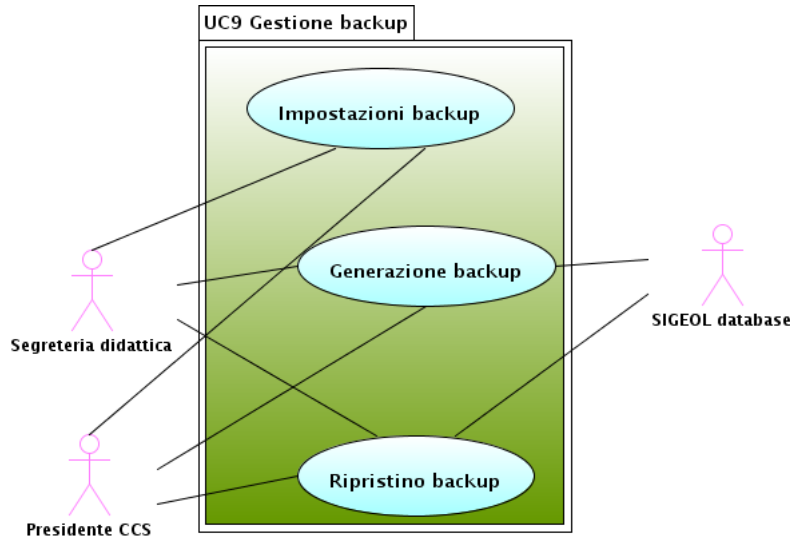 UC9 Gestione backup
Impostazioni backup
Generazione backup
SIGEOL database
Segreteria didattica
Ripristino backup
Presidente CCS